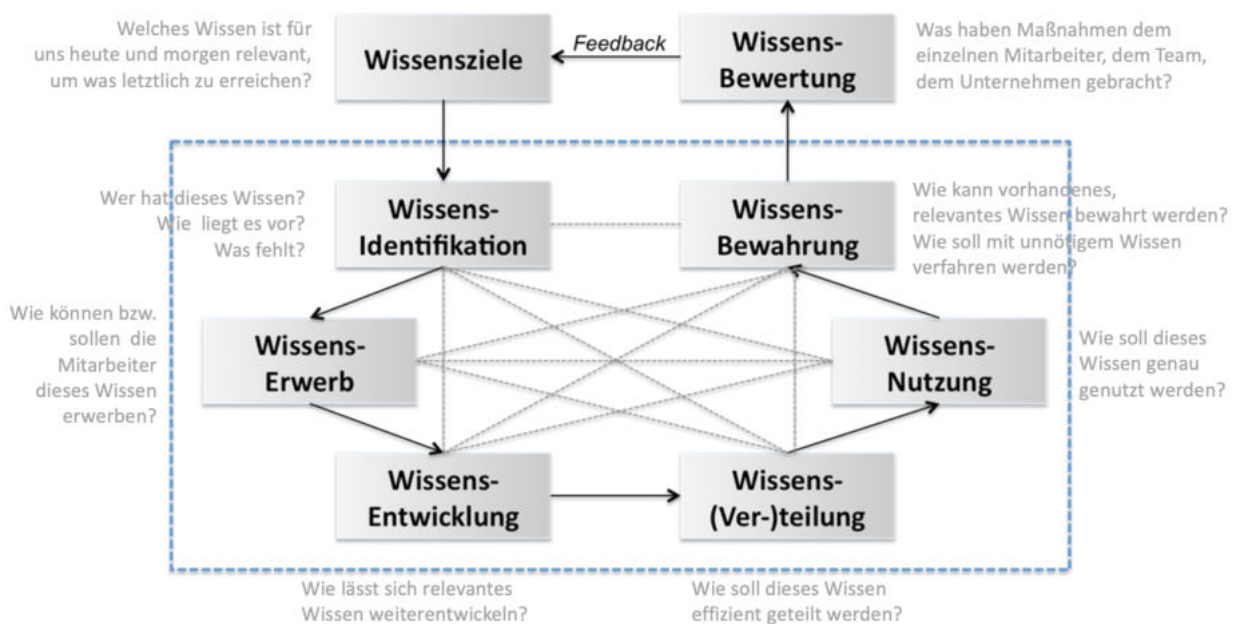 Welches Wissen ist für
uns heute und morgen relevant,
um was letztlich zu erreichen?
Wissensziele
Feedback
Wissens-
Bewertung
Was haben Maßnahmen dem
einzelnen Mitarbeiter, dem Team,
dem Unternehmen gebracht?
Wer hat dieses Wissen?
Wie liegt es vor?
Was fehlt?
Wissens-
Identifikation
Wissens-
Bewahrung
Wie kann vorhandenes,
relevantes Wissen bewahrt werden?
Wie soll mit unnötigem Wissen
verfahren werden?
Wie können bzw.
sollen die
Mitarbeiter
dieses Wissen
erwerben?
Wissens-
Erwerb
Wissens-
Nutzung
Wie soll dieses
Wissen genau
genutzt werden?
Wissens-
Entwicklung
Wissens-
(Ver-)teilung
Wie lässt sich relevantes
Wissen weiterentwickeln?
Wie soll dieses Wissen
effizient geteilt werden?